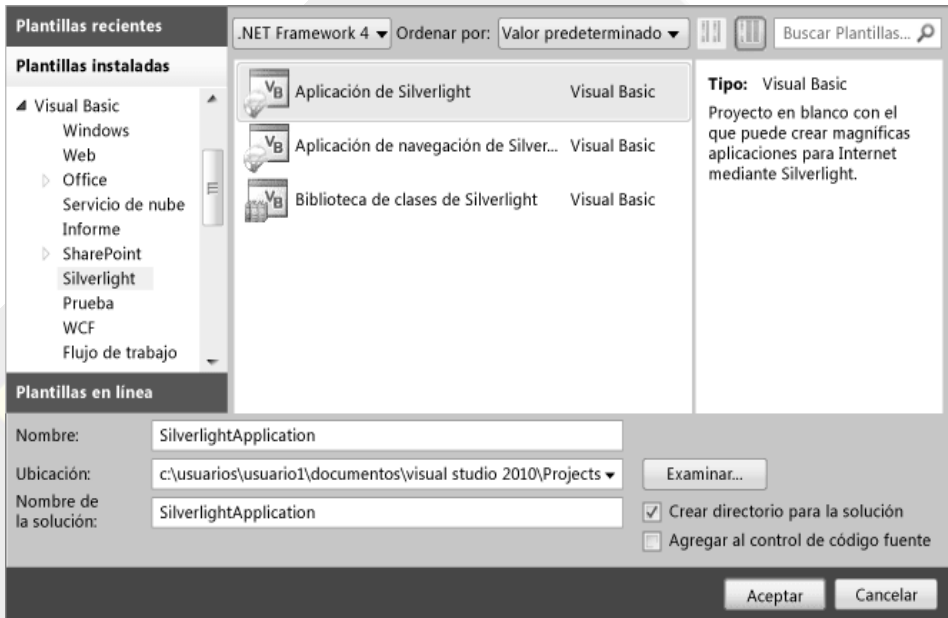 Plantillas recientes
.NET Framework 4 Ordenar por: Valor predeterminado Buscar Plantillas...
Plantillas instaladas
Visual Basic
Windows
Web
Office
Servicio de nube
Informe
SharePoint
Silverlight
Prueba
WCF
Flujo de trabajo
Plantillas en línea
VB Aplicación de Silverlight Visual Basic
VB Aplicación de navegación de Silver... Visual Basic
VB Biblioteca de clases de Silverlight Visual Basic
Tipo: Visual Basic
Proyecto en blanco con el
que puede crear magníficas
aplicaciones para Internet
mediante Silverlight.
Nombre: SilverlightApplication
Ubicación: c:\usuarios\usuario1\documentos\visual studio 2010\Projects Examinar...
Nombre de
la solución: SilverlightApplication
Crear directorio para la solución
Agregar al control de código fuente
Aceptar Cancelar